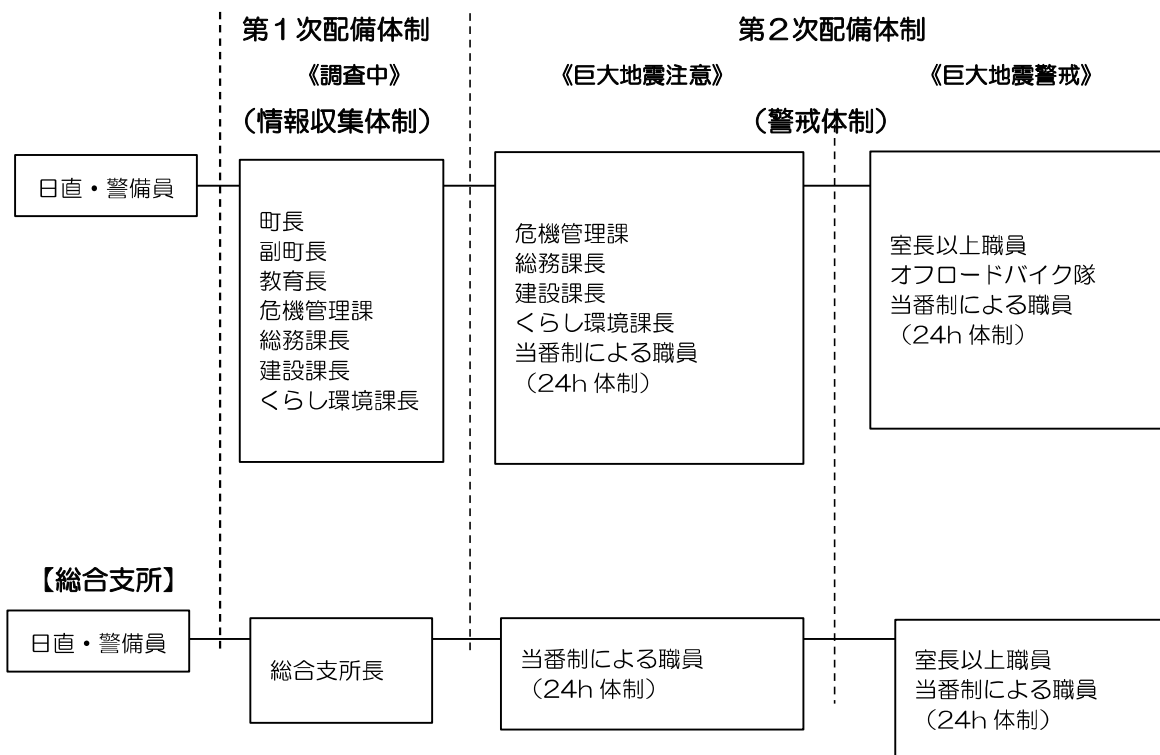 第１次配備体制
第２次配備体制
《調査中》
《巨大地震注意》
《巨大地震警戒》
（情報収集体制）
（警戒体制）
日直・警備員
町長
副町長
教育長
危機管理課
総務課長
建設課長
くらし環境課長
危機管理課
総務課長
建設課長
くらし環境課長
当番制による職員
（24h 体制）
室長以上職員
オフロードバイク隊
当番制による職員
（24h 体制）
【総合支所】
日直・警備員
総合支所長
当番制による職員
（24h 体制）
室長以上職員
当番制による職員
（24h 体制）